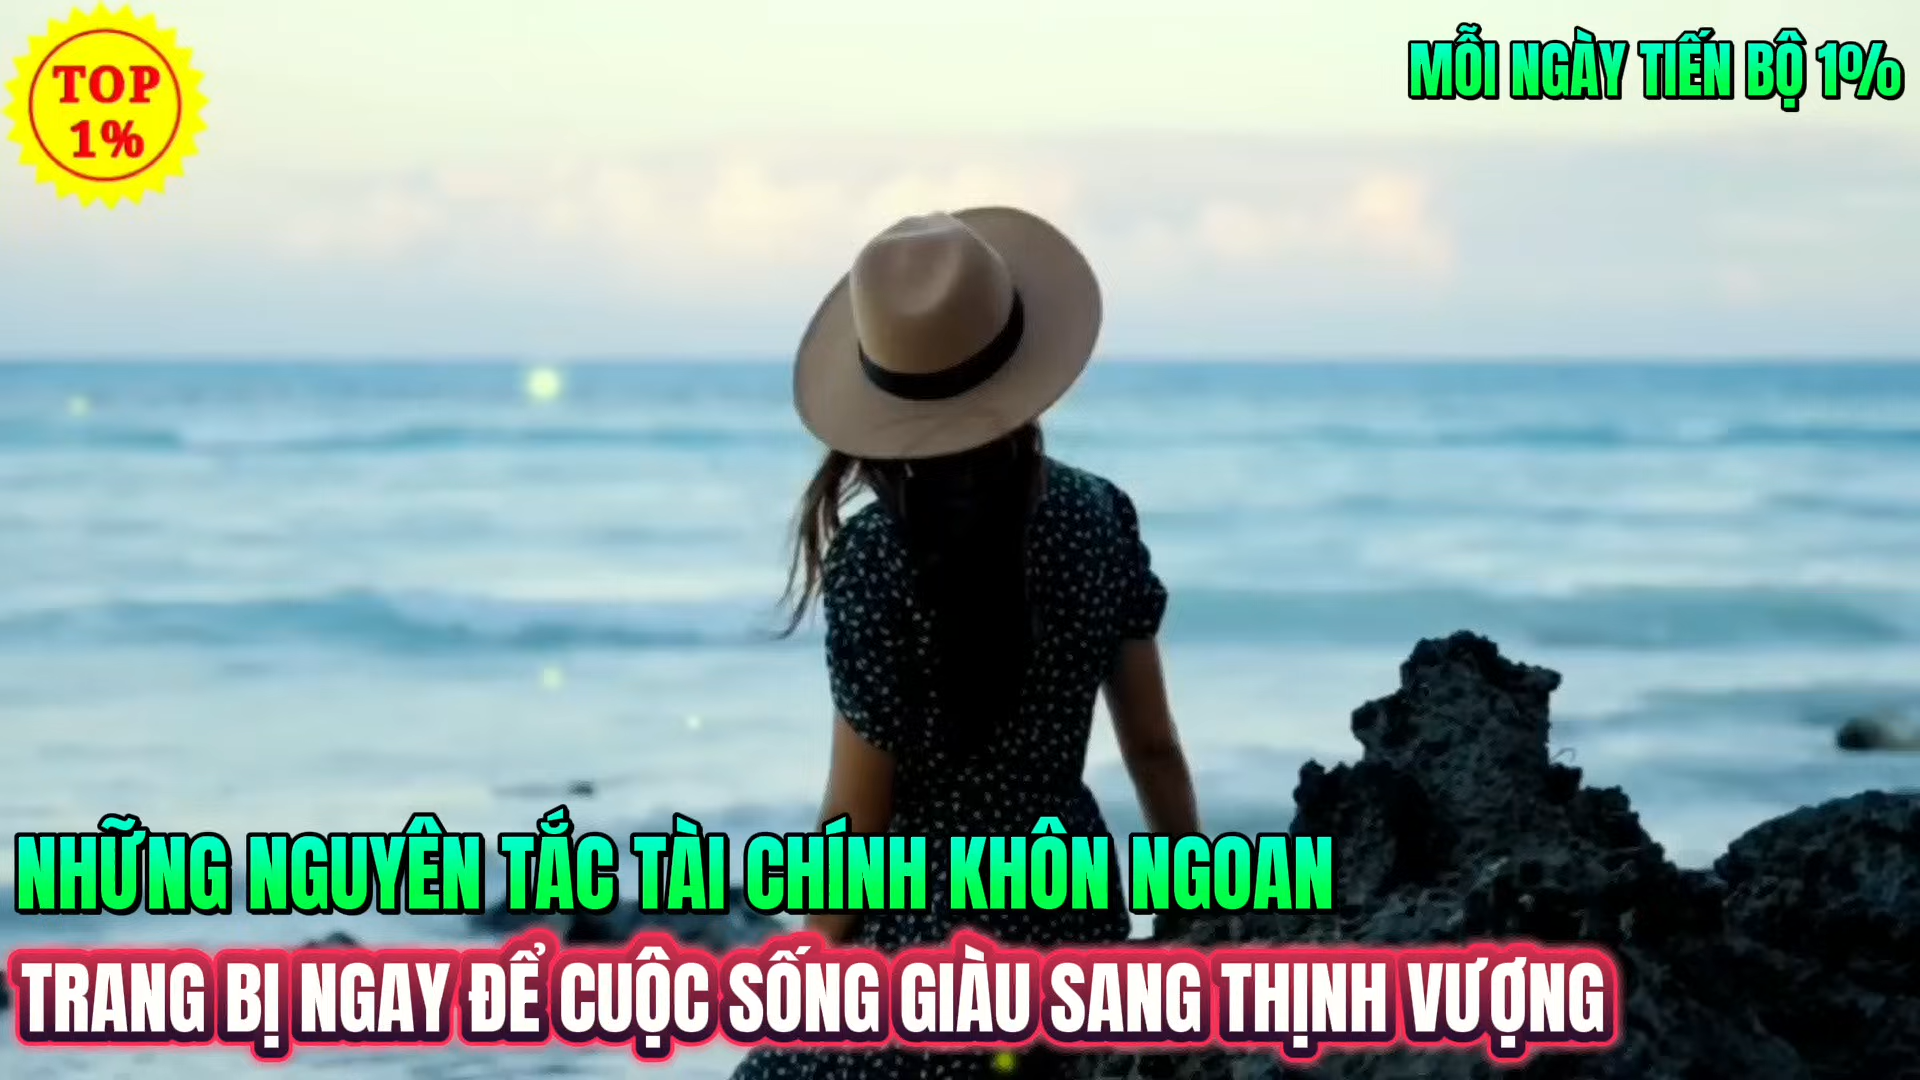 TOP
1%
MỖI NGÀY TIẾN BỘ 1%
NHỮNG NGUYÊN TẮC TÀI CHÍNH KHÔN NGOAN
TRANG BỊ NGAY ĐỂ CUỘC SỐNG GIÀU SANG THỊNH VƯỢNG